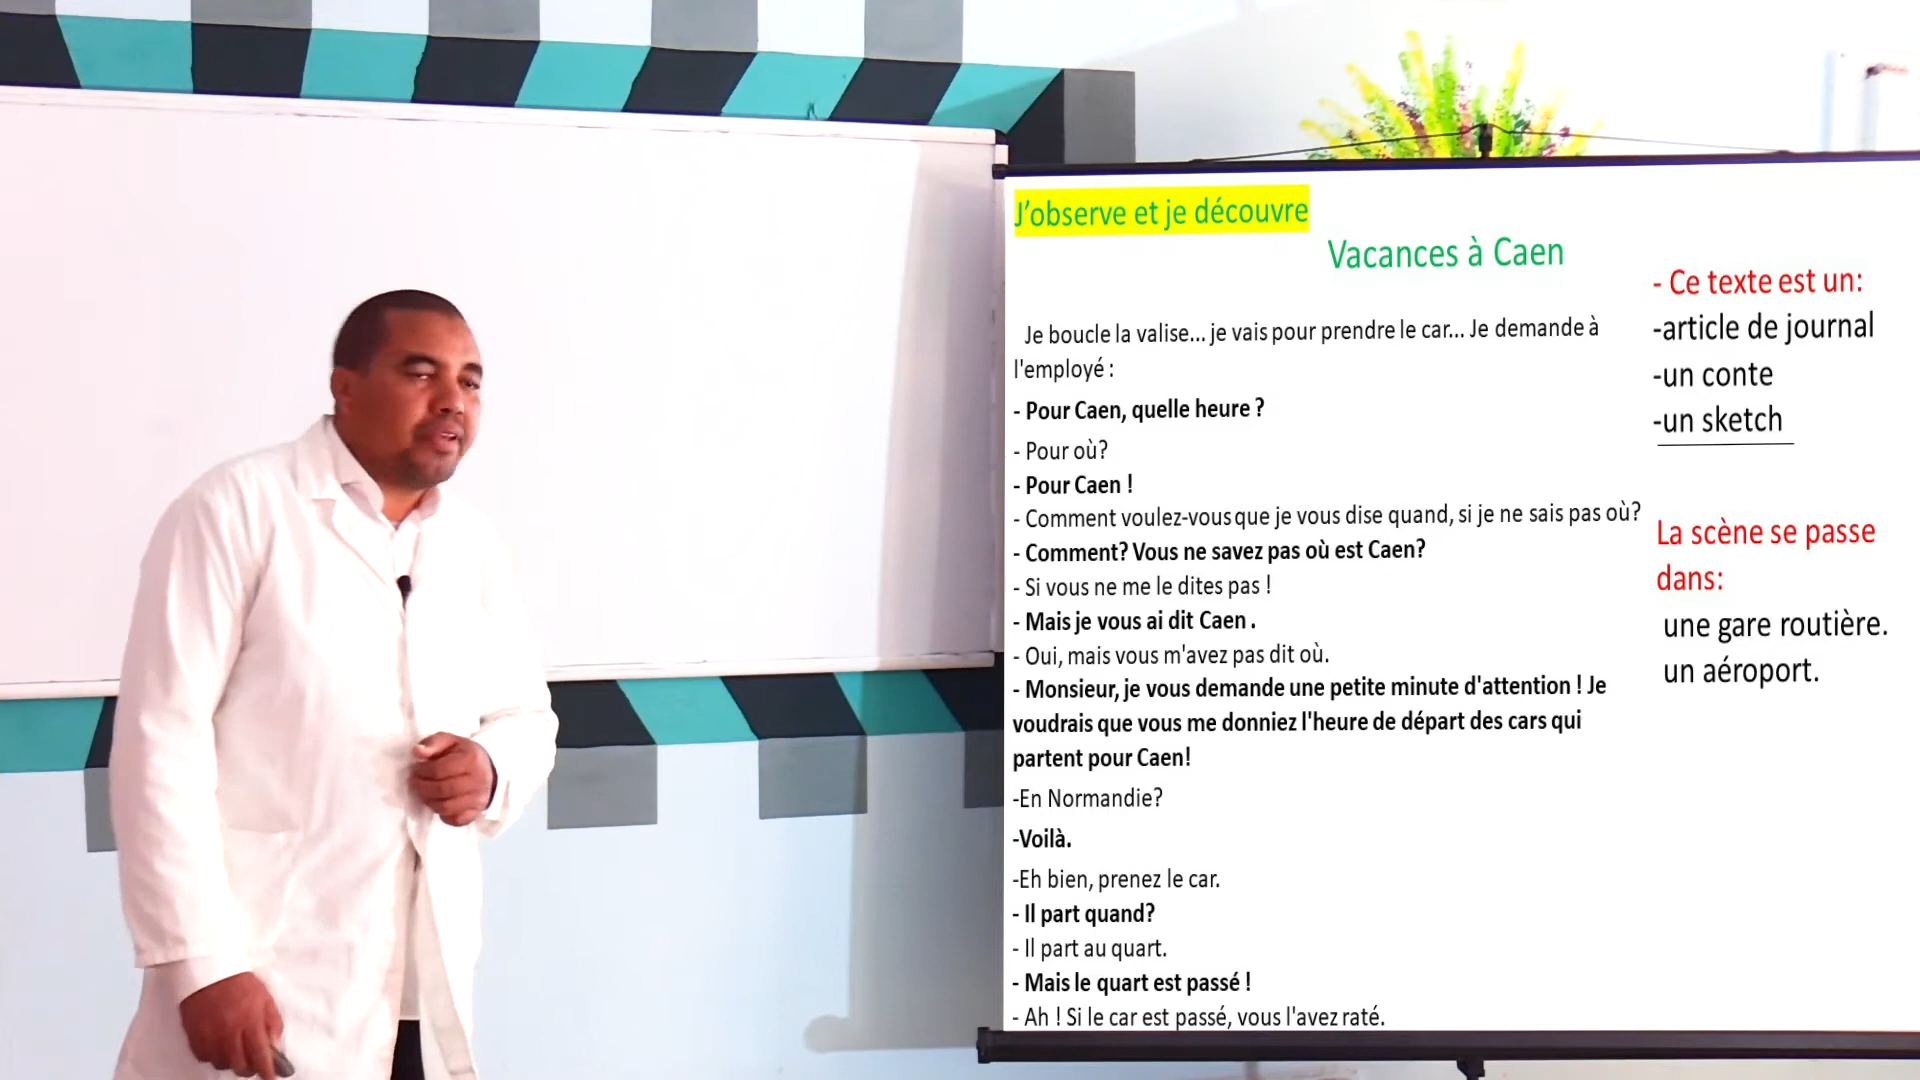 J’observe et je découvre
Vacances à Caen
Je boucle la valise... je vais pour prendre le car... Je demande à
l'employé :
- Pour Caen, quelle heure ?
- Pour où?
- Pour Caen !
- Comment voulez-vous que je vous dise quand, si je ne sais pas où?
- Comment? Vous ne savez pas où est Caen?
- Si vous ne me le dites pas !
- Mais je vous ai dit Caen .
- Oui, mais vous m'avez pas dit où.
- Monsieur, je vous demande une petite minute d'attention ! Je
voudrais que vous me donniez l'heure de départ des cars qui
partent pour Caen!
-En Normandie?
-Voilà.
-Eh bien, prenez le car.
- Il part quand?
- Il part au quart.
- Mais le quart est passé !
- Ah ! Si le car est passé, vous l'avez raté.
- Ce texte est un:
-article de journal
-un conte
-un sketch
La scène se passe
dans:
une gare routière.
un aéroport.